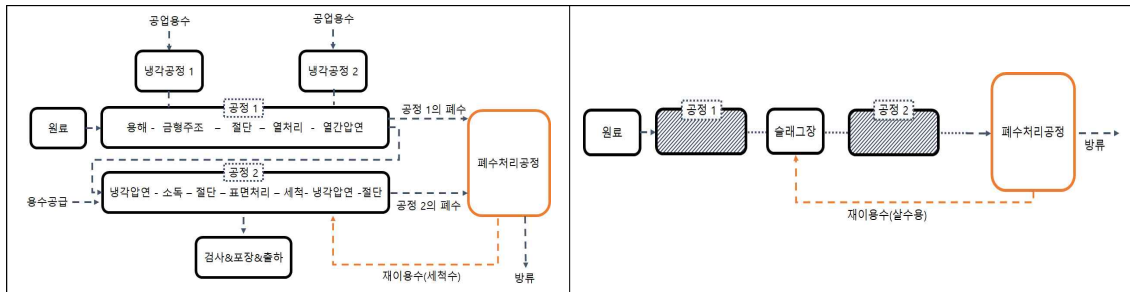 공업용수
공업용수
냉각공정 1
냉각공정 2
공정 1
원료
용해 - 금형주조 – 절단 – 열처리 - 열간압연
공정 1의 폐수
폐수처리공정
공정 2
냉각압연 - 소독 – 절단 – 표면처리 – 세척- 냉각압연 -절단
용수공급
공정 2의 폐수
검사&포장&출하
재이용수(세척수)
방류
원료
공정 1
슬래그장
공정 2
폐수처리공정
방류
재이용수(살수용)